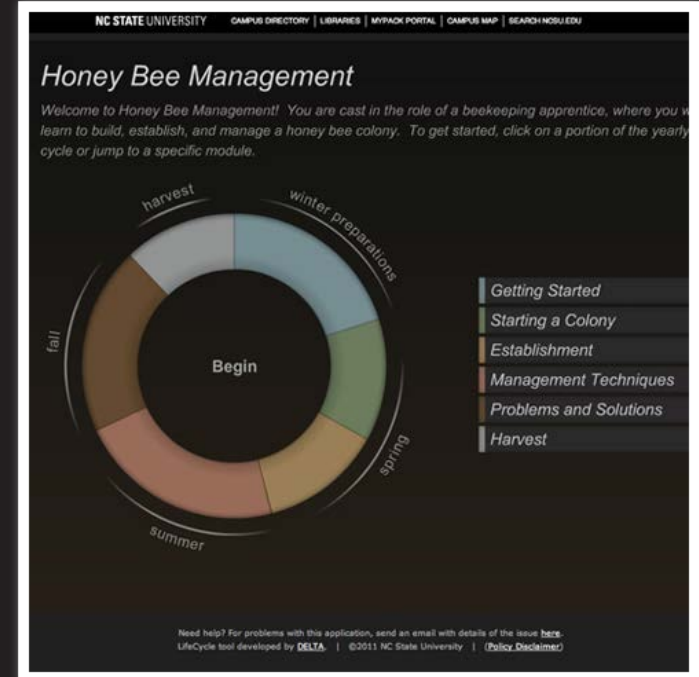 NC STATE UNIVERSITY CAMPUS DIRECTORY | LIBRARIES | MYPACK PORTAL | CAMPUS MAP | SEARCH NCSU.EDU
Honey Bee Management
Welcome to Honey Bee Management! You are cast in the role of a beekeeping apprentice, where you
learn to build, establish, and manage a honey bee colony. To get started, click on a portion of the yearly
cycle or jump to a specific module.
harvest
winter preparations
fall
Begin
spring
summer
Getting Started
Starting a Colony
Establishment
Management Techniques
Problems and Solutions
Harvest
Need help? For problems with this application, send an email with details of the issue here.
LifeCycle tool developed by DELTA. | ©2011 NC State University | (Policy Disclaimer)